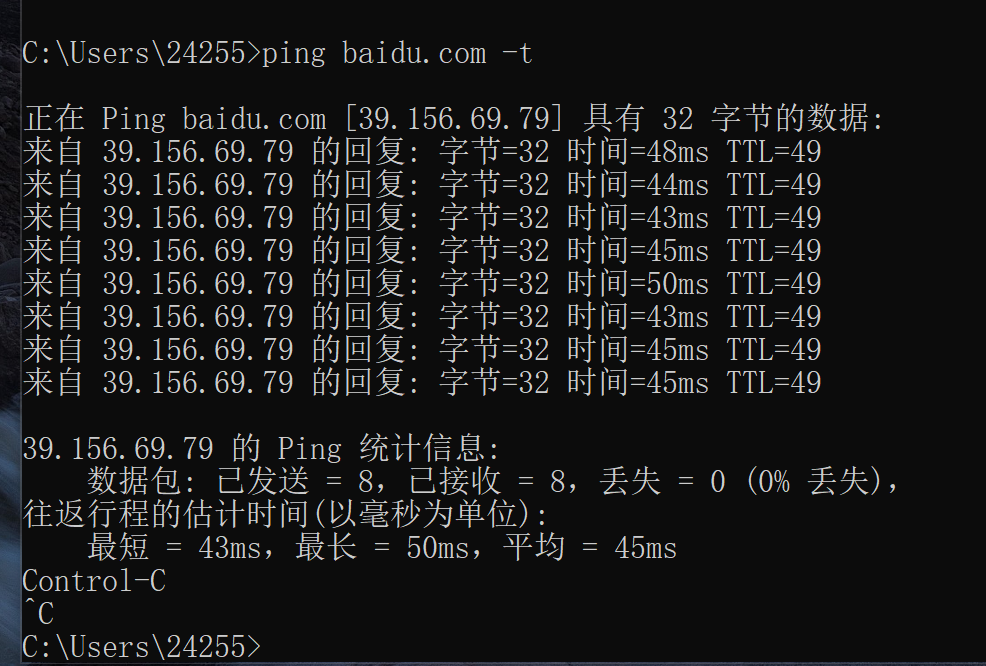 C:\Users\24255>ping baidu.com -t
正在 Ping baidu.com [39.156.69.79] 具有 32 字节的数据:
来自 39.156.69.79 的回复: 字节=32 时间=48ms TTL=49
来自 39.156.69.79 的回复: 字节=32 时间=44ms TTL=49
来自 39.156.69.79 的回复: 字节=32 时间=43ms TTL=49
来自 39.156.69.79 的回复: 字节=32 时间=45ms TTL=49
来自 39.156.69.79 的回复: 字节=32 时间=50ms TTL=49
来自 39.156.69.79 的回复: 字节=32 时间=43ms TTL=49
来自 39.156.69.79 的回复: 字节=32 时间=45ms TTL=49
来自 39.156.69.79 的回复: 字节=32 时间=45ms TTL=49
39.156.69.79 的 Ping 统计信息:
数据包: 已发送 = 8，已接收 = 8，丢失 = 0 (0% 丢失)，
往返行程的估计时间(以毫秒为单位):
最短 = 43ms，最长 = 50ms，平均 = 45ms
Control-C
^C
C:\Users\24255>